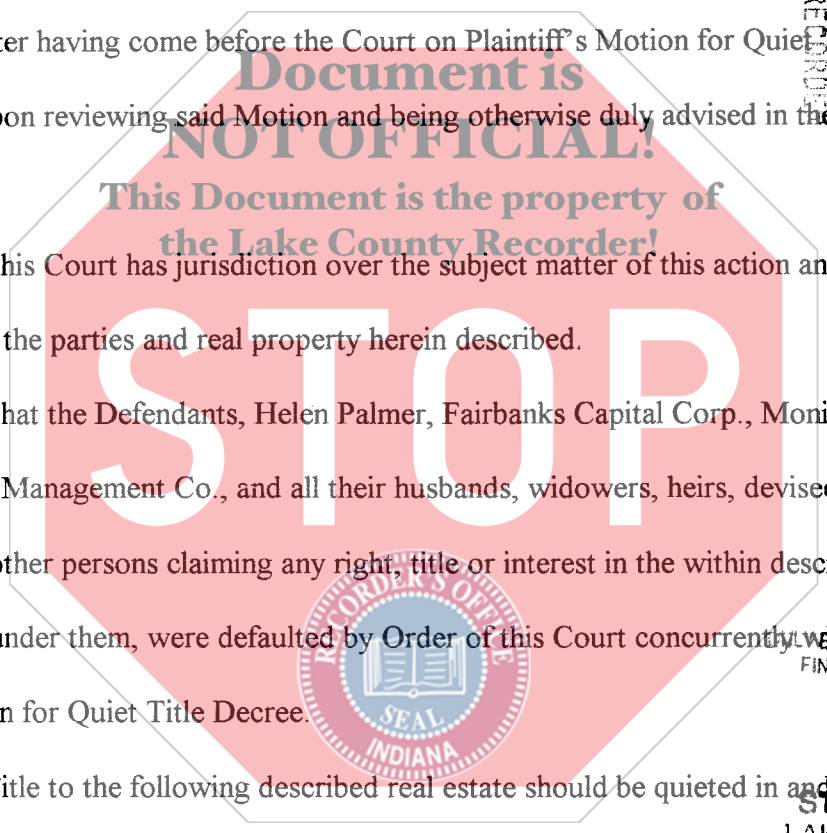 ter having come before the Court on Plaintiff's Motion for Quiet
Document is
on reviewing said Motion and being otherwise duly advised in the
NOT OFFICIAL!
This Document is the property of
the Lake County Recorder!
his Court has jurisdiction over the subject matter of this action an
the parties and real property herein described.
STOP
hat the Defendants, Helen Palmer, Fairbanks Capital Corp., Moni
Management Co., and all their husbands, widowers, heirs, devise
other persons claiming any right, title or interest in the within desc
RECORDER'S OFFICE
under them, were defaulted by Order of this Court concurrently w
FIN
n for Quiet Title Decree.
SEAL
INDIANA
itle to the following described real estate should be quieted in and